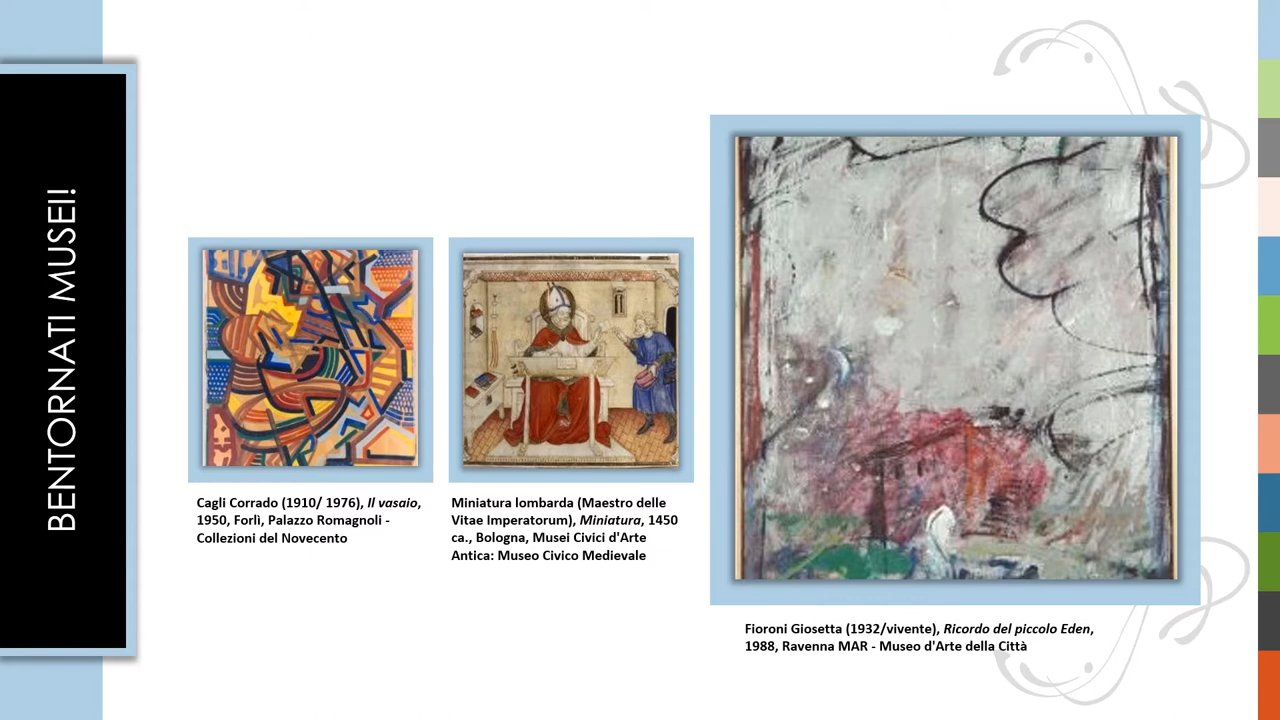 BENTORNATI MUSEI!
Cagli Corrado (1910/ 1976), Il vasaio,
1950, Forlì, Palazzo Romagnoli -
Collezioni del Novecento
Miniatura lombarda (Maestro delle
Vitae Imperatorum), Miniatura, 1450
ca., Bologna, Musei Civici d'Arte
Antica: Museo Civico Medievale
Fioroni Giosetta (1932/vivente), Ricordo del piccolo Eden,
1988, Ravenna MAR - Museo d'Arte della Città